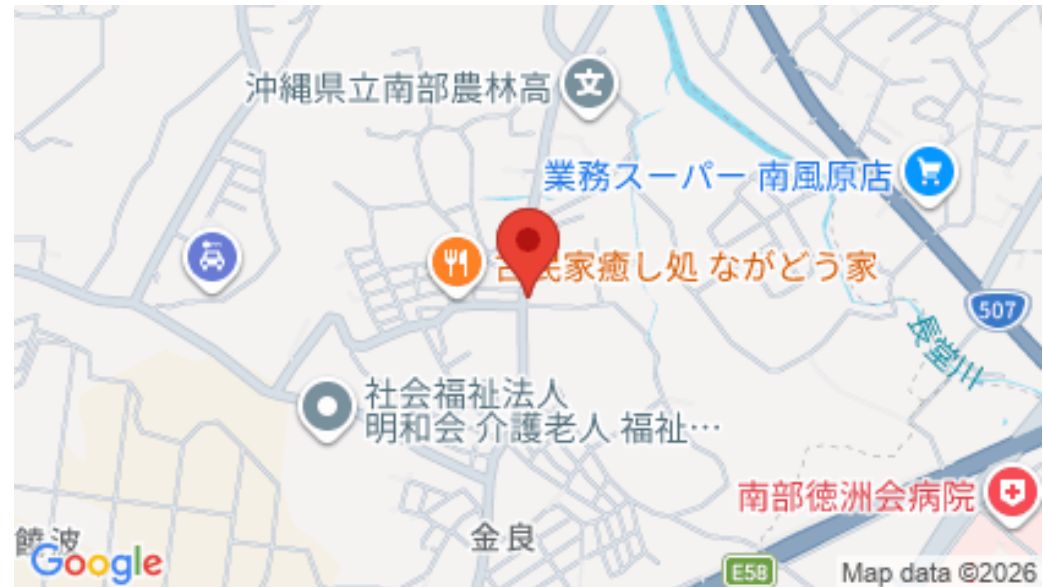 沖縄県立南部農林高
文
業務スーパー 南風原店
民家癒し処 ながどう家
507
長堂川
社会福祉法人
明和会 介護老人 福祉…
南部徳洲会病院
金良
饒波
Google
E58
Map data ©2026